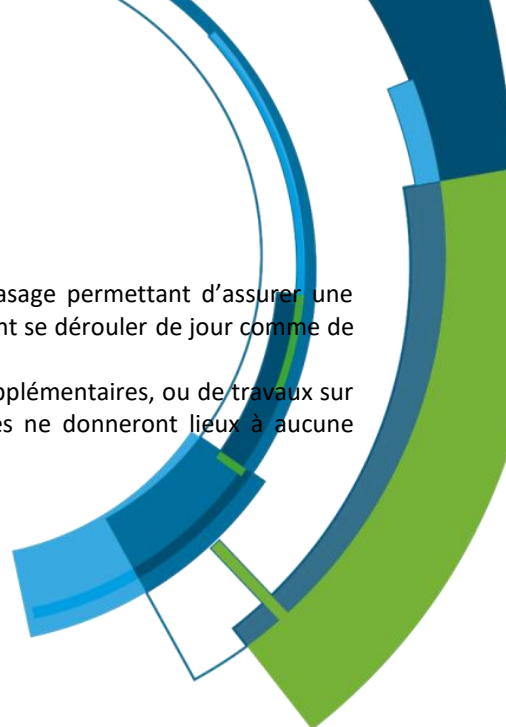 asage permettant d’assurer une
nt se dérouler de jour comme de
pplémentaires, ou de travaux sur
es ne donneront lieux à aucune